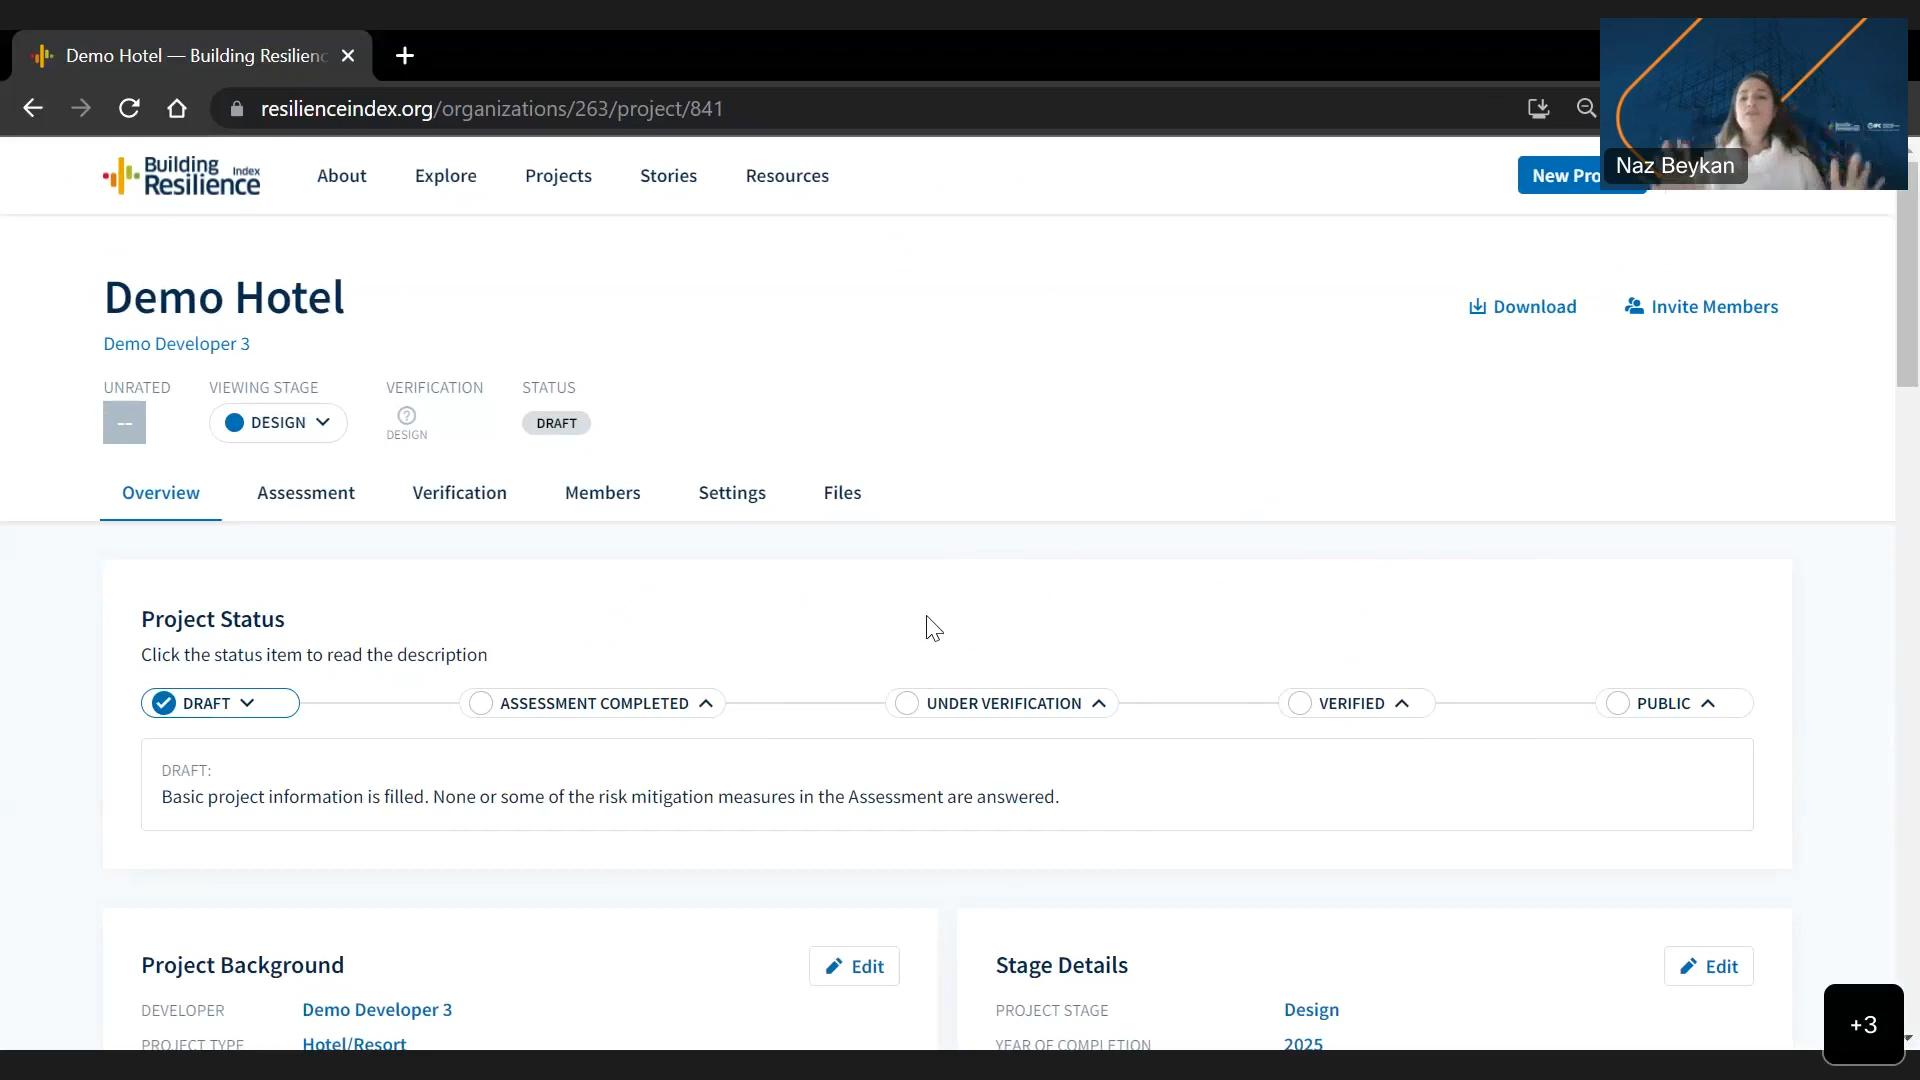 Demo Hotel — Building Resilienc
resilienceindex.org/organizations/263/project/841
Naz Beykan
Building Resilience Index
About
Explore
Projects
Stories
Resources
New Pro
Demo Hotel
Download
Invite Members
Demo Developer 3
UNRATED
VIEWING STAGE
VERIFICATION
STATUS
--
DESIGN
DESIGN
DRAFT
Overview
Assessment
Verification
Members
Settings
Files
Project Status
Click the status item to read the description
DRAFT
ASSESSMENT COMPLETED
UNDER VERIFICATION
VERIFIED
PUBLIC
DRAFT:
Basic project information is filled. None or some of the risk mitigation measures in the Assessment are answered.
Project Background
Edit
DEVELOPER
Demo Developer 3
PROJECT TYPE
Hotel/Resort
Stage Details
Edit
PROJECT STAGE
Design
YEAR OF COMPLETION
2025
+3